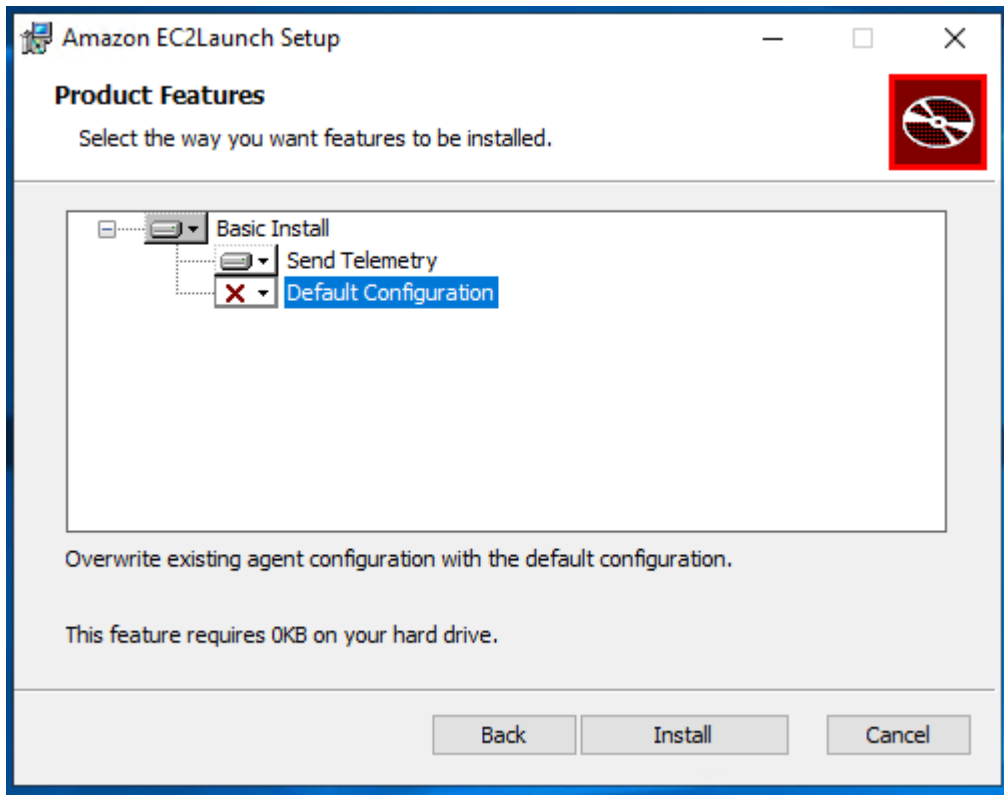 Amazon EC2Launch Setup
Product Features
Select the way you want features to be installed.
Basic Install
Send Telemetry
Default Configuration
Overwrite existing agent configuration with the default configuration.
This feature requires 0KB on your hard drive.
Back Install Cancel